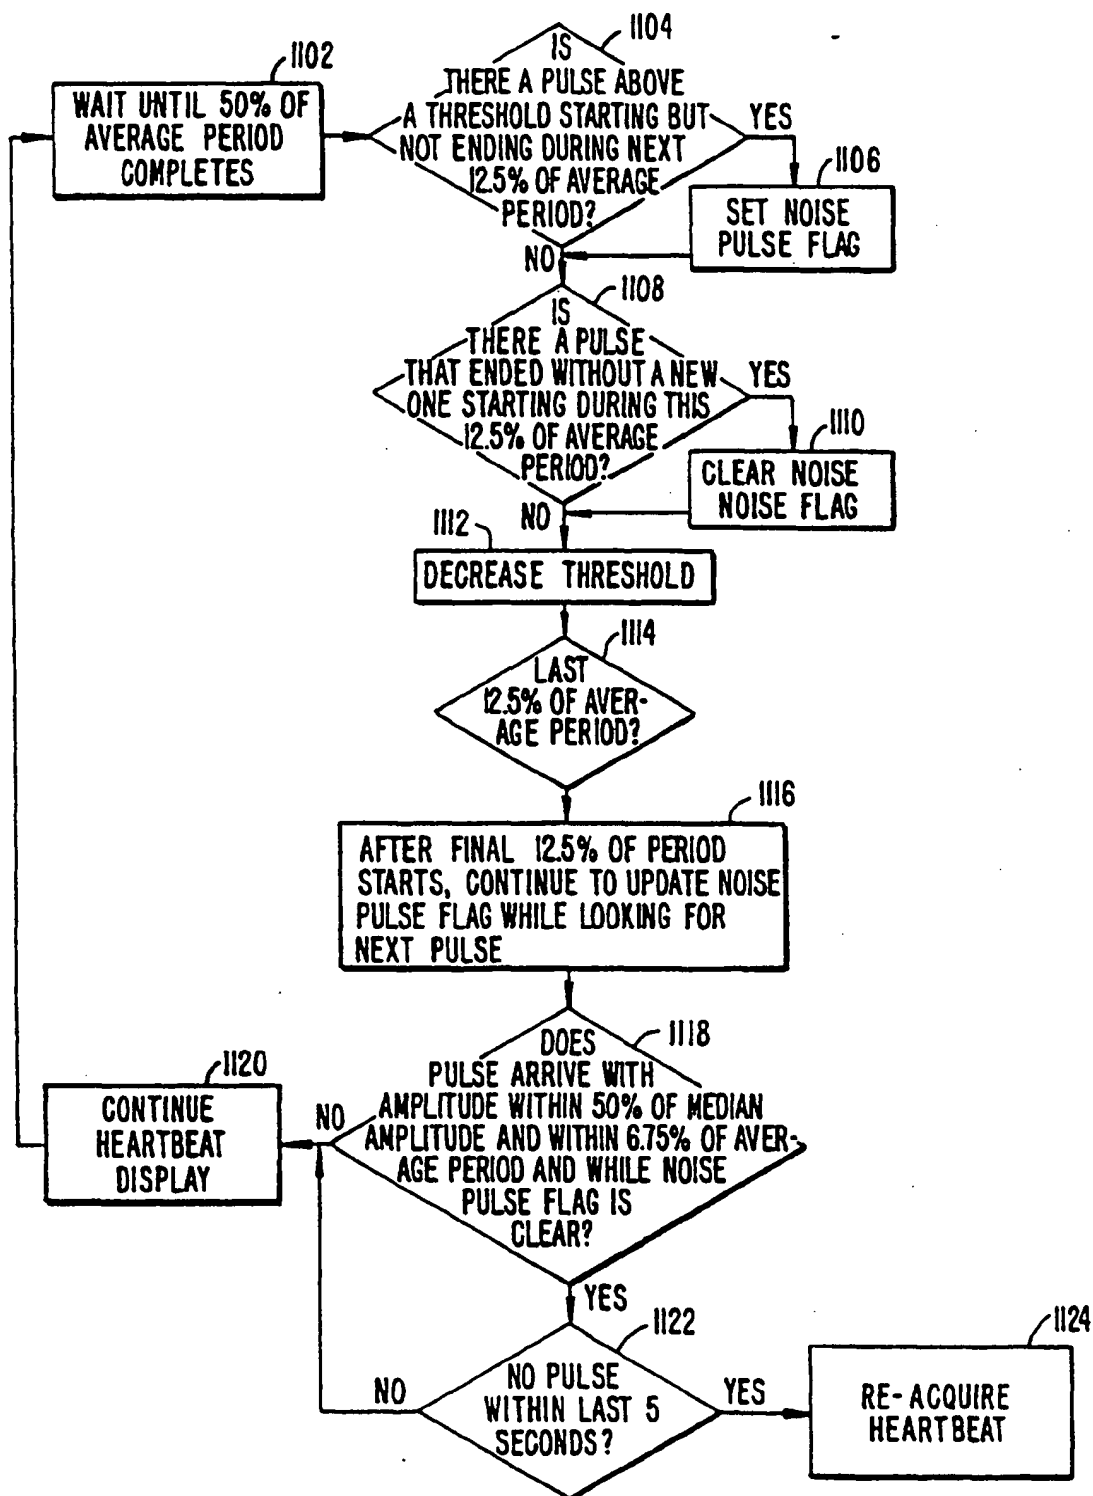 1102
WAIT UNTIL 50% OF
AVERAGE PERIOD
COMPLETES
1104
IS
THERE A PULSE ABOVE
A THRESHOLD STARTING BUT
NOT ENDING DURING NEXT
12.5% OF AVERAGE
PERIOD?
YES
1106
SET NOISE
PULSE FLAG
NO
1108
IS
THERE A PULSE
THAT ENDED WITHOUT A NEW
ONE STARTING DURING THIS
12.5% OF AVERAGE
PERIOD?
YES
1110
CLEAR NOISE
NOISE FLAG
NO
1112
DECREASE THRESHOLD
1114
LAST
12.5% OF AVER-
AGE PERIOD?
1116
AFTER FINAL 12.5% OF PERIOD
STARTS, CONTINUE TO UPDATE NOISE
PULSE FLAG WHILE LOOKING FOR
NEXT PULSE
1118
DOES
PULSE ARRIVE WITH
AMPLITUDE WITHIN 50% OF MEDIAN
AMPLITUDE AND WITHIN 6.75% OF AVER-
AGE PERIOD AND WHILE NOISE
PULSE FLAG IS
CLEAR?
NO
1120
CONTINUE
HEARTBEAT
DISPLAY
YES
1122
NO PULSE
WITHIN LAST 5
SECONDS?
NO
YES
1124
RE-ACQUIRE
HEARTBEAT